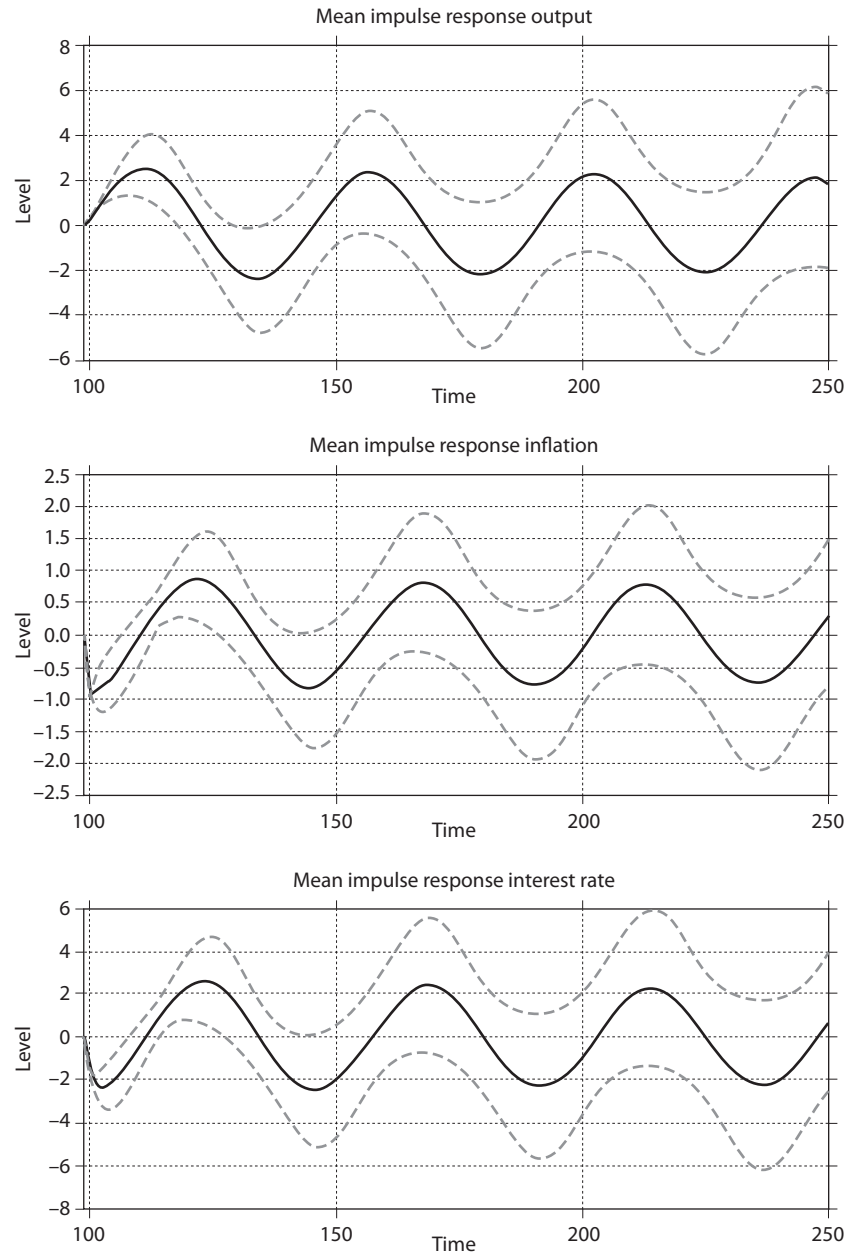 Mean impulse response output
8
6
4
2
0
−2
−4
−6
Level
100 150 200 250
Time
Mean impulse response inflation
2.5
2.0
1.5
1.0
0.5
0.0
−0.5
−1.0
−1.5
−2.0
−2.5
Level
100 150 200 250
Time
Mean impulse response interest rate
6
4
2
0
−2
−4
−6
−8
Level
100 150 200 250
Time